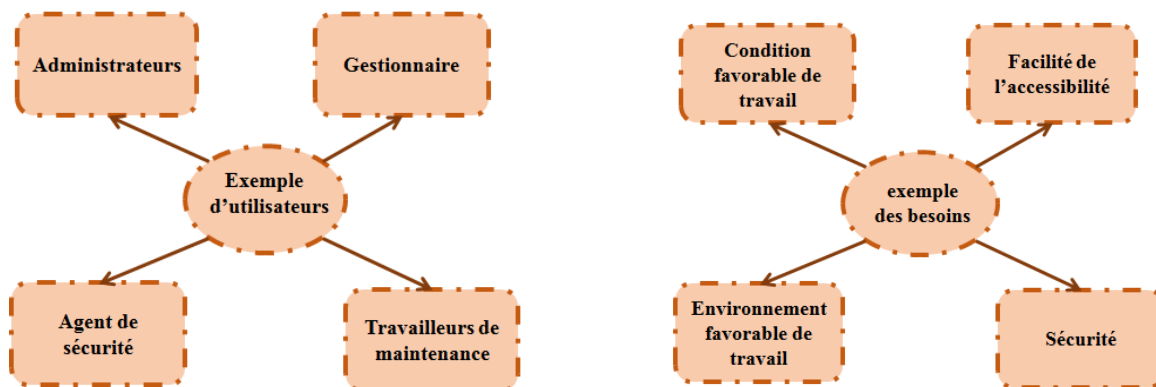 Administrateurs
Gestionnaire
Exemple
d’utilisateurs
Agent de
sécurité
Travailleurs de
maintenance
Condition
favorable de
travail
Facilité de
l’accessibilité
exemple
des besoins
Environnement
favorable de
travail
Sécurité